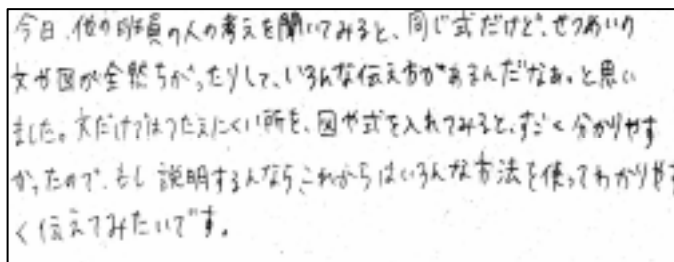 今日、他の班員の人の考えを聞いてみると、同じ式だけど、せつめいの
文や図が全然ちがったりして、いろんな伝え方があるんだなあ。と思い
ました。文だけではつたえにくい所を、図や式を入れてみると、すごく分かりやす
かったので、もし説明するんなら、これからはいろんな方法を使ってわかりやす
く伝えてみたいです。